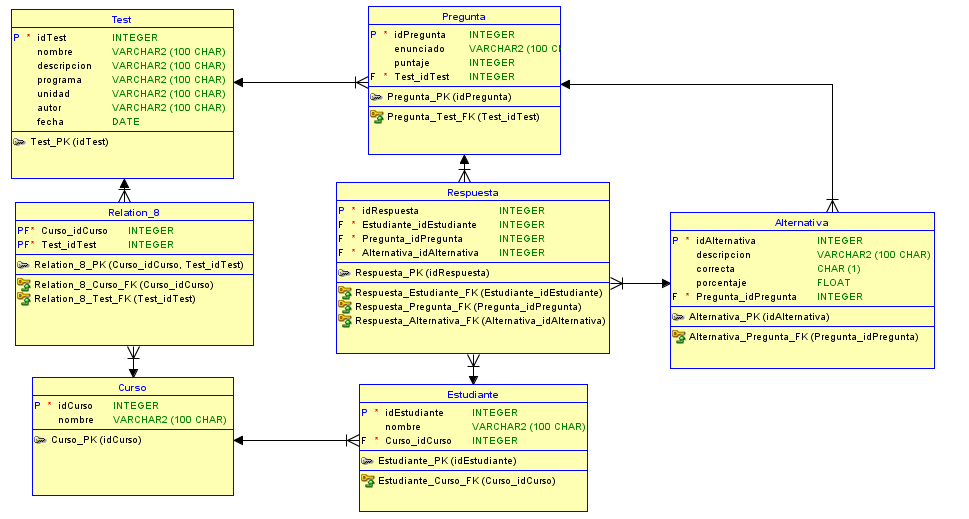 Test
P * idTest INTEGER
nombre VARCHAR2 (100 CHAR)
descripcion VARCHAR2 (100 CHAR)
programa VARCHAR2 (100 CHAR)
unidad VARCHAR2 (100 CHAR)
autor VARCHAR2 (100 CHAR)
fecha DATE
Test_PK (idTest)
Pregunta
P * idPregunta INTEGER
enunciado VARCHAR2 (100 C
puntaje INTEGER
F * Test_idTest INTEGER
Pregunta_PK (idPregunta)
Pregunta_Test_FK (Test_idTest)
Relation_8
PF* Curso_idCurso INTEGER
PF* Test_idTest INTEGER
Relation_8_PK (Curso_idCurso, Test_idTest)
Relation_8_Curso_FK (Curso_idCurso)
Relation_8_Test_FK (Test_idTest)
Respuesta
P * idRespuesta INTEGER
F * Estudiante_idEstudiante INTEGER
F * Pregunta_idPregunta INTEGER
F * Alternativa_idAlternativa INTEGER
Respuesta_PK (idRespuesta)
Respuesta_Estudiante_FK (Estudiante_idEstudiante)
Respuesta_Pregunta_FK (Pregunta_idPregunta)
Respuesta_Alternativa_FK (Alternativa_idAlternativa)
Alternativa
P * idAlternativa INTEGER
descripcion VARCHAR2 (100 CHAR)
correcta CHAR (1)
porcentaje FLOAT
F * Pregunta_idPregunta INTEGER
Alternativa_PK (idAlternativa)
Alternativa_Pregunta_FK (Pregunta_idPregunta)
Curso
P * idCurso INTEGER
nombre VARCHAR2 (100 CHAR)
Curso_PK (idCurso)
Estudiante
P * idEstudiante INTEGER
nombre VARCHAR2 (100 CHAR)
F * Curso_idCurso INTEGER
Estudiante_PK (idEstudiante)
Estudiante_Curso_FK (Curso_idCurso)